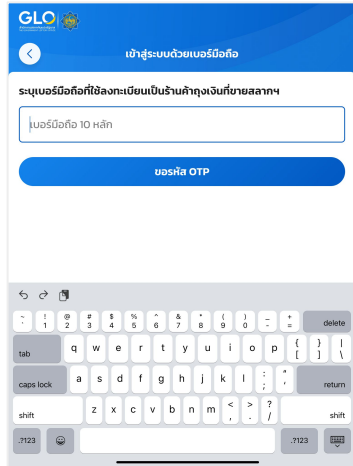 GLO
เข้าสู่ระบบด้วยเบอร์มือถือ
ระบุเบอร์มือถือที่ใช้ลงทะเบียนเป็นร้านค้าถุงเงินที่ขายสลากฯ
เบอร์มือถือ 10 หลัก
ขอรหัส OTP
~ ! @ # $ % ^ & * ( ) _ +
` 1 2 3 4 5 6 7 8 9 0 - = delete
tab q w e r t y u i o p { } |
[ ] \
caps lock a s d f g h j k l : " return
; '
shift z x c v b n m < > ? shift
, . /
.?123 .?123